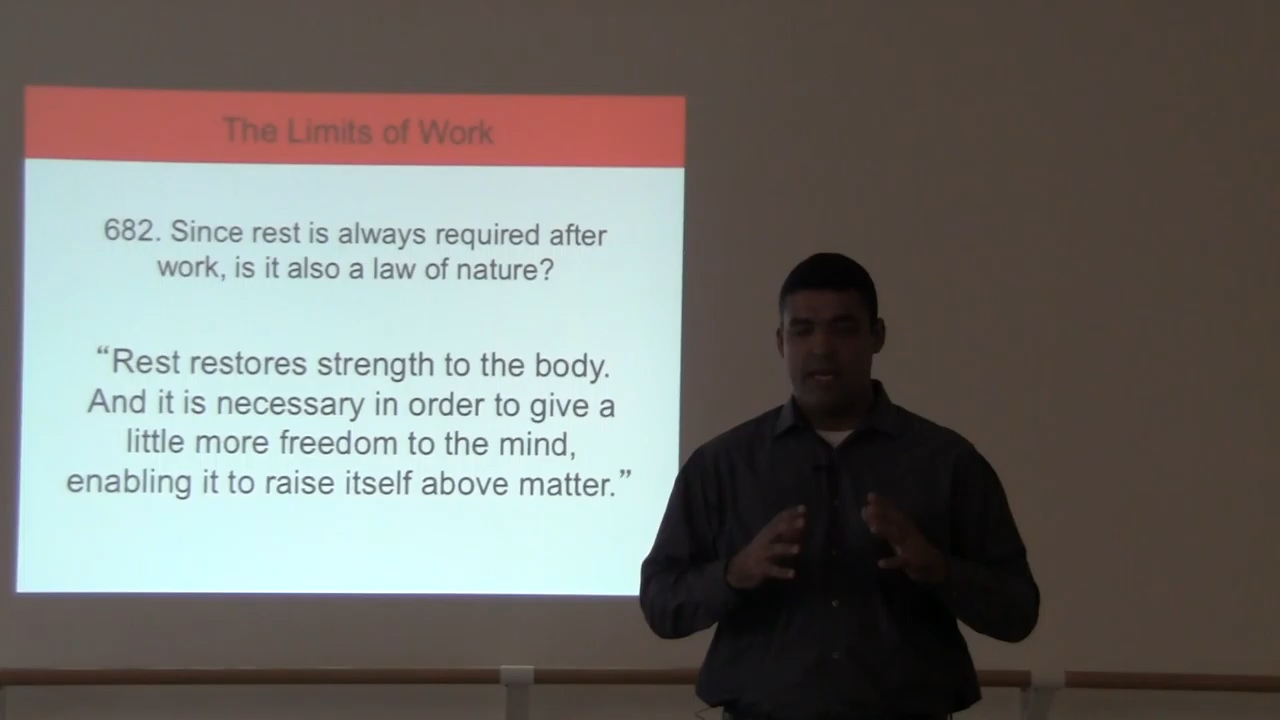 The Limits of Work
682. Since rest is always required after
work, is it also a law of nature?
“Rest restores strength to the body.
And it is necessary in order to give a
little more freedom to the mind,
enabling it to raise itself above matter.”